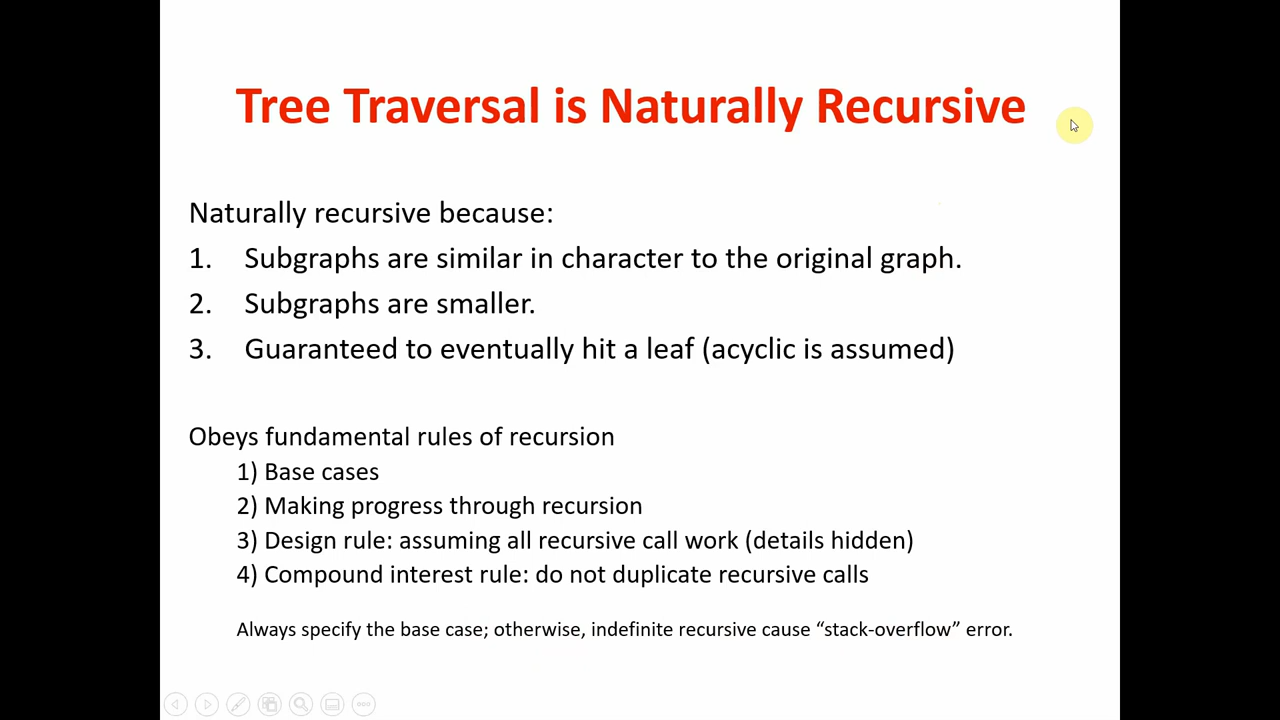 Tree Traversal is Naturally Recursive
Naturally recursive because:
1. Subgraphs are similar in character to the original graph.
2. Subgraphs are smaller.
3. Guaranteed to eventually hit a leaf (acyclic is assumed)
Obeys fundamental rules of recursion
1) Base cases
2) Making progress through recursion
3) Design rule: assuming all recursive call work (details hidden)
4) Compound interest rule: do not duplicate recursive calls
Always specify the base case; otherwise, indefinite recursive cause “stack-overflow” error.